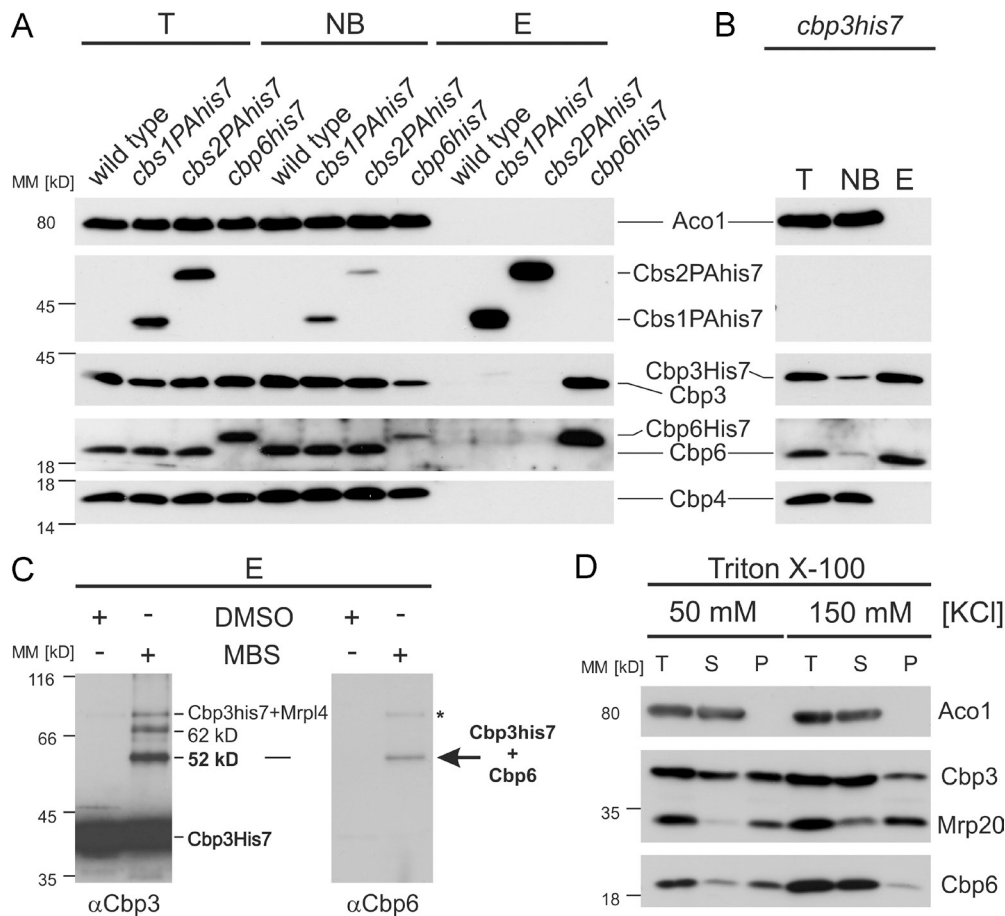 A
T NB E
wild type cbs1PAhis7 cbs2PAhis7 cbp6his7 wild type cbs1PAhis7 cbs2PAhis7 cbp6his7 wild type cbs1PAhis7 cbs2PAhis7 cbp6his7
MM [kD]
80 Aco1
Cbs2PAhis7
45 Cbs1PAhis7
45 Cbp3His7
Cbp3
Cbp6His7
18 Cbp6
18 Cbp4
14
B
cbp3his7
T NB E
C
E
+ - DMSO + -
MM [kD] - + MBS - +
116
Cbp3his7+Mrpl4 *
66 62 kD
52 kD
Cbp3his7
+
Cbp6
45
Cbp3His7
35
αCbp3 αCbp6
D
Triton X-100
50 mM 150 mM [KCl]
MM [kD] T S P T S P
80 Aco1
Cbp3
35 Mrp20
18 Cbp6